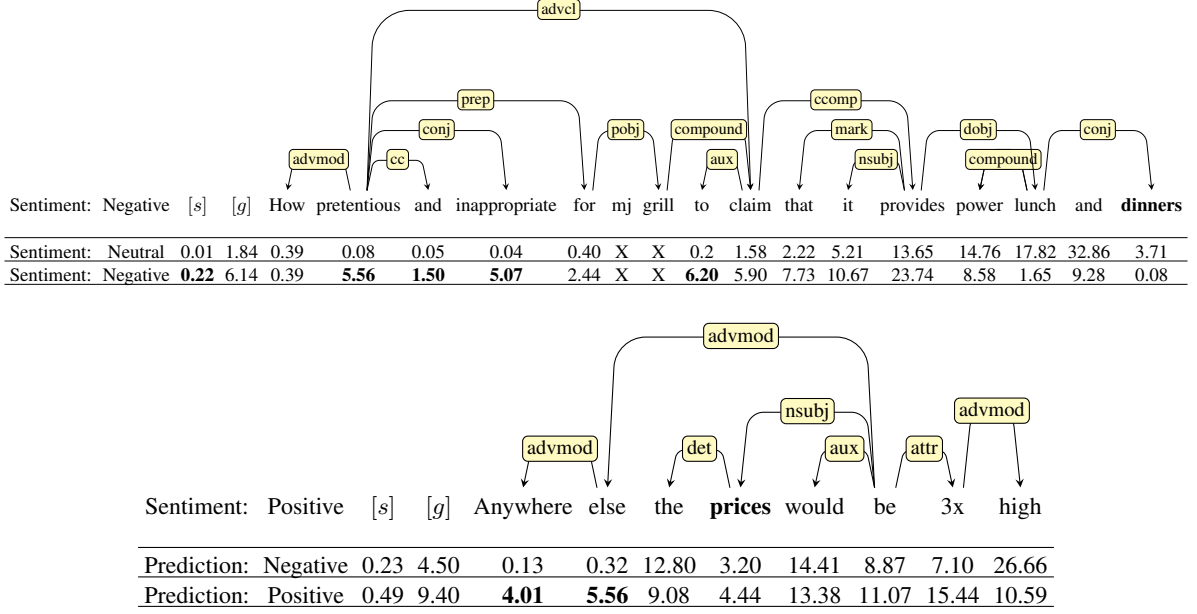 advcl
prep ccomp
conj pobj compound mark dobj conj
advmod cc aux nsubj compound
Sentiment: Negative [s] [g] How pretentious and inappropriate for mj grill to claim that it provides power lunch and dinners
Sentiment: Neutral 0.01 1.84 0.39 0.08 0.05 0.04 0.40 X X 0.2 1.58 2.22 5.21 13.65 14.76 17.82 32.86 3.71
Sentiment: Negative 0.22 6.14 0.39 5.56 1.50 5.07 2.44 X X 6.20 5.90 7.73 10.67 23.74 8.58 1.65 9.28 0.08
advmod
nsubj advmod
advmod det aux attr
Sentiment: Positive [s] [g] Anywhere else the prices would be 3x high
Prediction: Negative 0.23 4.50 0.13 0.32 12.80 3.20 14.41 8.87 7.10 26.66
Prediction: Positive 0.49 9.40 4.01 5.56 9.08 4.44 13.38 11.07 15.44 10.59